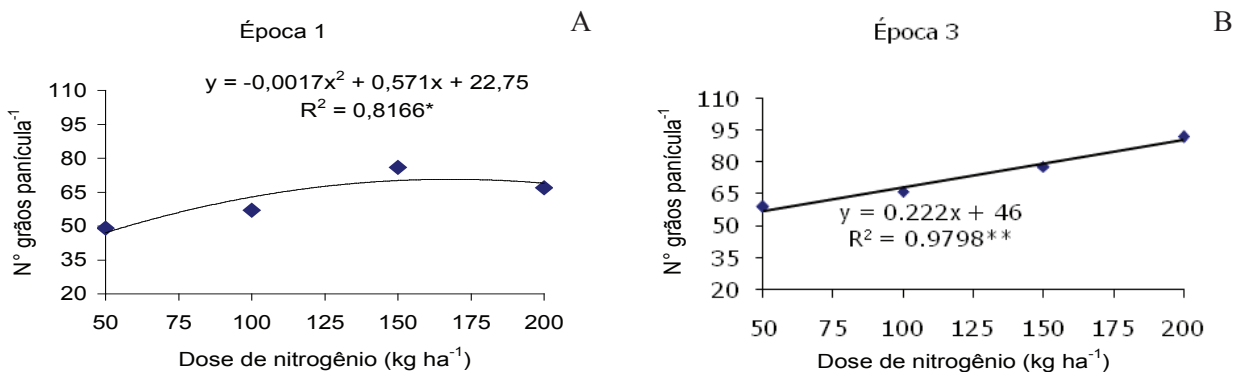 Época 1
A
y = -0,0017x² + 0,571x + 22,75
R² = 0,8166*
110
95
80
65
50
35
20
N° grãos panícula⁻¹
50 75 100 125 150 175 200
Dose de nitrogênio (kg ha⁻¹)
Época 3
B
110
95
80
65
50
35
20
N° grãos panícula⁻¹
y = 0.222x + 46
R² = 0.9798**
50 75 100 125 150 175 200
Dose de nitrogênio (kg ha⁻¹)